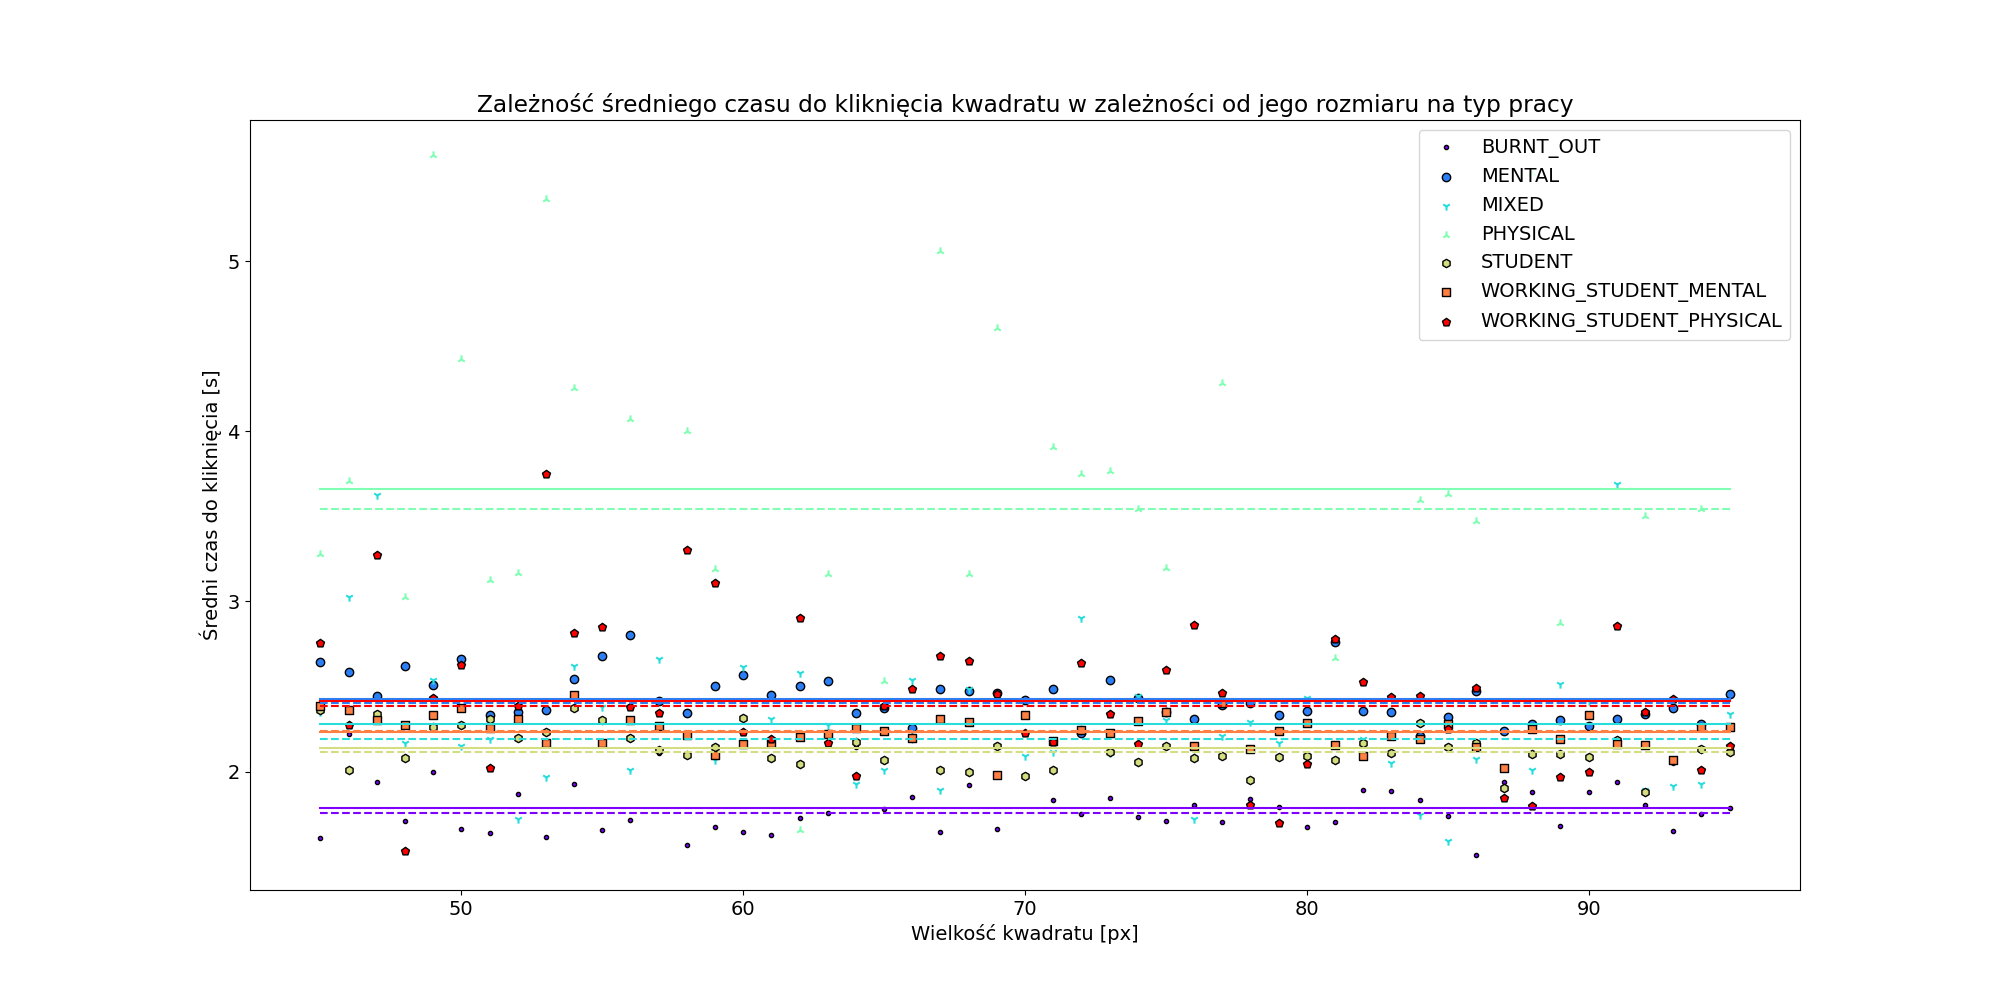 Zależność średniego czasu do kliknięcia kwadratu w zależności od jego rozmiaru na typ pracy
BURNT_OUT
MENTAL
MIXED
PHYSICAL
STUDENT
WORKING_STUDENT_MENTAL
WORKING_STUDENT_PHYSICAL
Średni czas do kliknięcia [s]
5
4
3
2
50
60
70
80
90
Wielkość kwadratu [px]